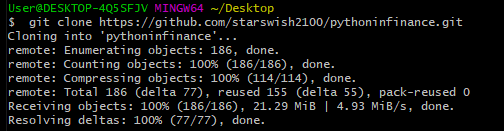 User@DESKTOP-4Q5SFJV MINGW64 ~/Desktop
$  git clone https://github.com/starswish2100/pythoninfinance.git
Cloning into 'pythoninfinance'...
remote: Enumerating objects: 186, done.
remote: Counting objects: 100% (186/186), done.
remote: Compressing objects: 100% (114/114), done.
remote: Total 186 (delta 77), reused 155 (delta 55), pack-reused 0
Receiving objects: 100% (186/186), 21.29 MiB | 4.93 MiB/s, done.
Resolving deltas: 100% (77/77), done.